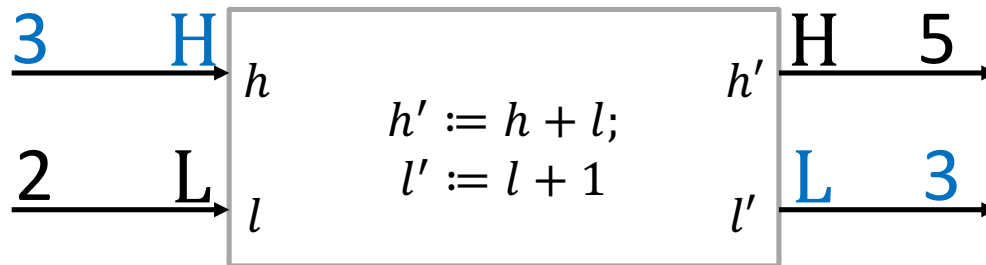 3 H H 5
h h′
h′ ≔ h + l;
2 L l′ ≔ l + 1 L 3
l l′